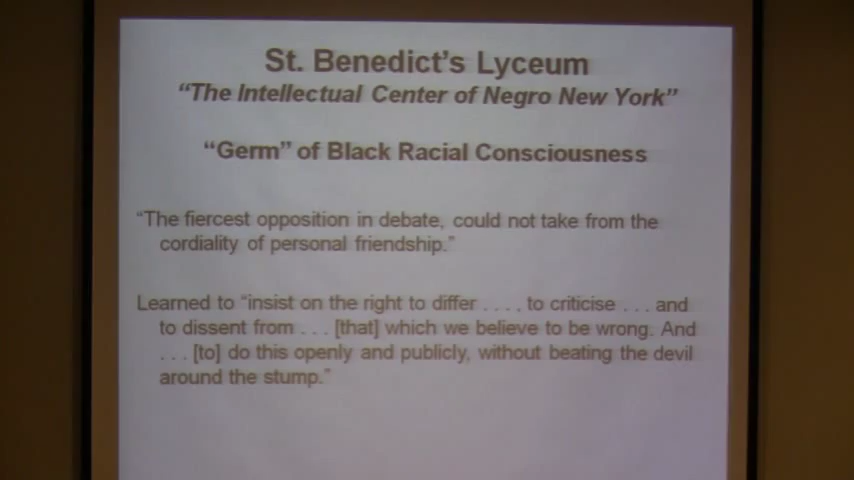 St. Benedict's Lyceum
“The Intellectual Center of Negro New York”
“Germ” of Black Racial Consciousness
“The fiercest opposition in debate, could not take from the
cordiality of personal friendship.”
Learned to “insist on the right to differ . . . , to criticise . . . and
to dissent from . . . [that] which we believe to be wrong. And
. . . [to] do this openly and publicly, without beating the devil
around the stump.”